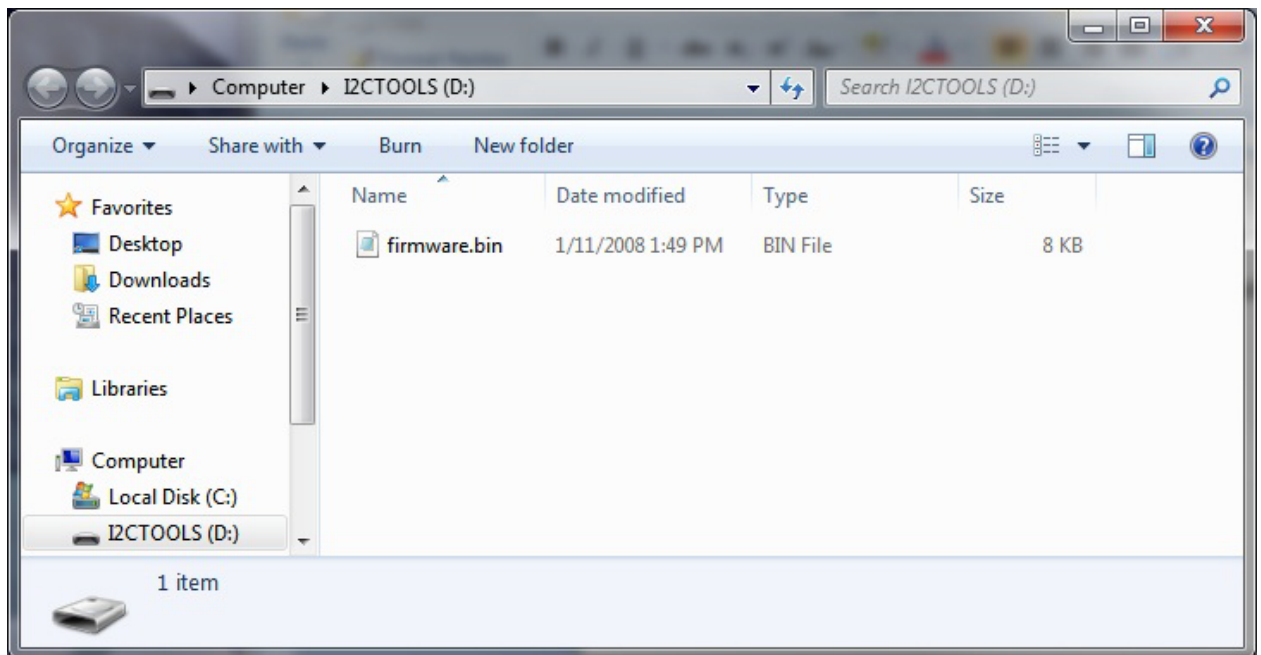 Computer ▸ I2CTOOLS (D:)
Search I2CTOOLS (D:)
Organize
Share with
Burn
New folder
Name Date modified Type Size
firmware.bin 1/11/2008 1:49 PM BIN File 8 KB
Favorites
Desktop
Downloads
Recent Places
Libraries
Computer
Local Disk (C:)
I2CTOOLS (D:)
1 item